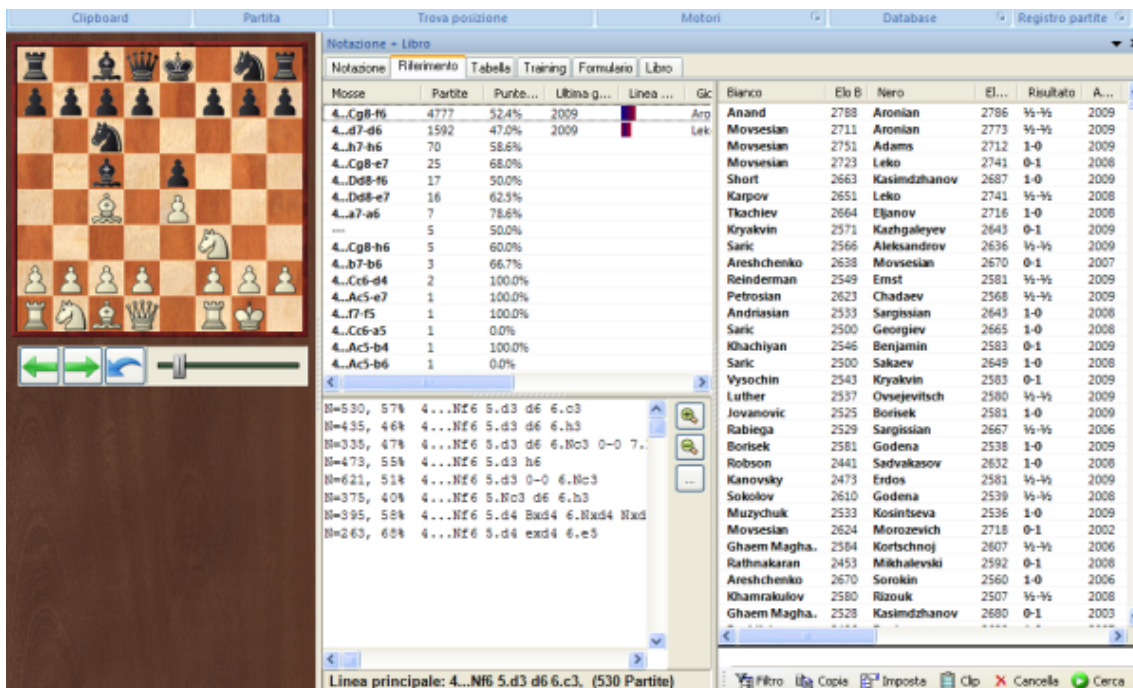 Clipboard Partita Trova posizione Motori Database Registro partite
Notazione + Libro
Notazione Riferimento Tabella Training Formulario Libro
Mosse Partite Punte... Ultima g... Linea ... Gic
4...Cg8-f6 4777 52.4% 2009 Aro
4...d7-d6 1592 47.0% 2009 Lek
4...h7-h6 70 58.6%
4...Cg8-e7 25 68.0%
4...Dd8-f6 17 50.0%
4...Dd8-e7 16 62.5%
4...a7-a6 7 78.6%
---- 5 50.0%
4...Cg8-h6 5 60.0%
4...b7-b6 3 66.7%
4...Cc6-d4 2 100.0%
4...Ac5-e7 1 100.0%
4...f7-f5 1 100.0%
4...Cc6-a5 1 0.0%
4...Ac5-b4 1 100.0%
4...Ac5-b6 1 0.0%
N=530, 57% 4...Nf6 5.d3 d6 6.c3
N=435, 46% 4...Nf6 5.d3 d6 6.h3
N=335, 47% 4...Nf6 5.d3 d6 6.Nc3 0-0 7.
N=473, 55% 4...Nf6 5.d3 h6
N=621, 51% 4...Nf6 5.d3 0-0 6.Nc3
N=375, 40% 4...Nf6 5.Nc3 d6 6.h3
N=395, 58% 4...Nf6 5.d4 Bxd4 6.Nxd4 Nxd
N=263, 68% 4...Nf6 5.d4 exd4 6.e5
...
Linea principale: 4...Nf6 5.d3 d6 6.c3, (530 Partite)
Bianco Elo B Nero El... Risultato A...
Anand 2788 Aronian 2786 ½-½ 2009
Movsesian 2711 Aronian 2773 ½-½ 2009
Movsesian 2751 Adams 2712 1-0 2009
Movsesian 2723 Leko 2741 0-1 2008
Short 2663 Kasimdzhanov 2687 1-0 2009
Karpov 2651 Leko 2741 ½-½ 2008
Tkachiev 2664 Eljanov 2716 1-0 2008
Kryakvin 2571 Kazhgaleyev 2643 0-1 2009
Saric 2566 Aleksandrov 2636 ½-½ 2009
Areshchenko 2638 Movsesian 2670 0-1 2007
Reinderman 2549 Ernst 2581 ½-½ 2009
Petrosian 2623 Chadaev 2568 ½-½ 2009
Andriasian 2533 Sargissian 2643 1-0 2008
Saric 2500 Georgiev 2665 1-0 2008
Khachiyan 2546 Benjamin 2583 0-1 2009
Saric 2500 Sakaev 2649 1-0 2008
Vysochin 2543 Kryakvin 2583 0-1 2009
Luther 2537 Ovsejevitsch 2580 ½-½ 2009
Jovanovic 2525 Borisek 2581 1-0 2009
Rabiega 2529 Sargissian 2667 ½-½ 2006
Borisek 2581 Godena 2538 1-0 2009
Robson 2441 Sadvakasov 2632 1-0 2008
Kanovsky 2473 Erdos 2581 ½-½ 2009
Sokolov 2610 Godena 2539 ½-½ 2008
Muzychuk 2533 Kosintseva 2536 1-0 2009
Movsesian 2624 Morozevich 2718 0-1 2002
Ghaem Magha.. 2584 Kortschnoj 2607 ½-½ 2006
Rathnakaran 2453 Mikhalevski 2592 0-1 2008
Areshchenko 2670 Sorokin 2560 1-0 2006
Khamrakulov 2580 Rizouk 2507 ½-½ 2008
Ghaem Magha.. 2528 Kasimdzhanov 2680 0-1 2003
Filtro Copia Imposta Clip Cancella Cerca